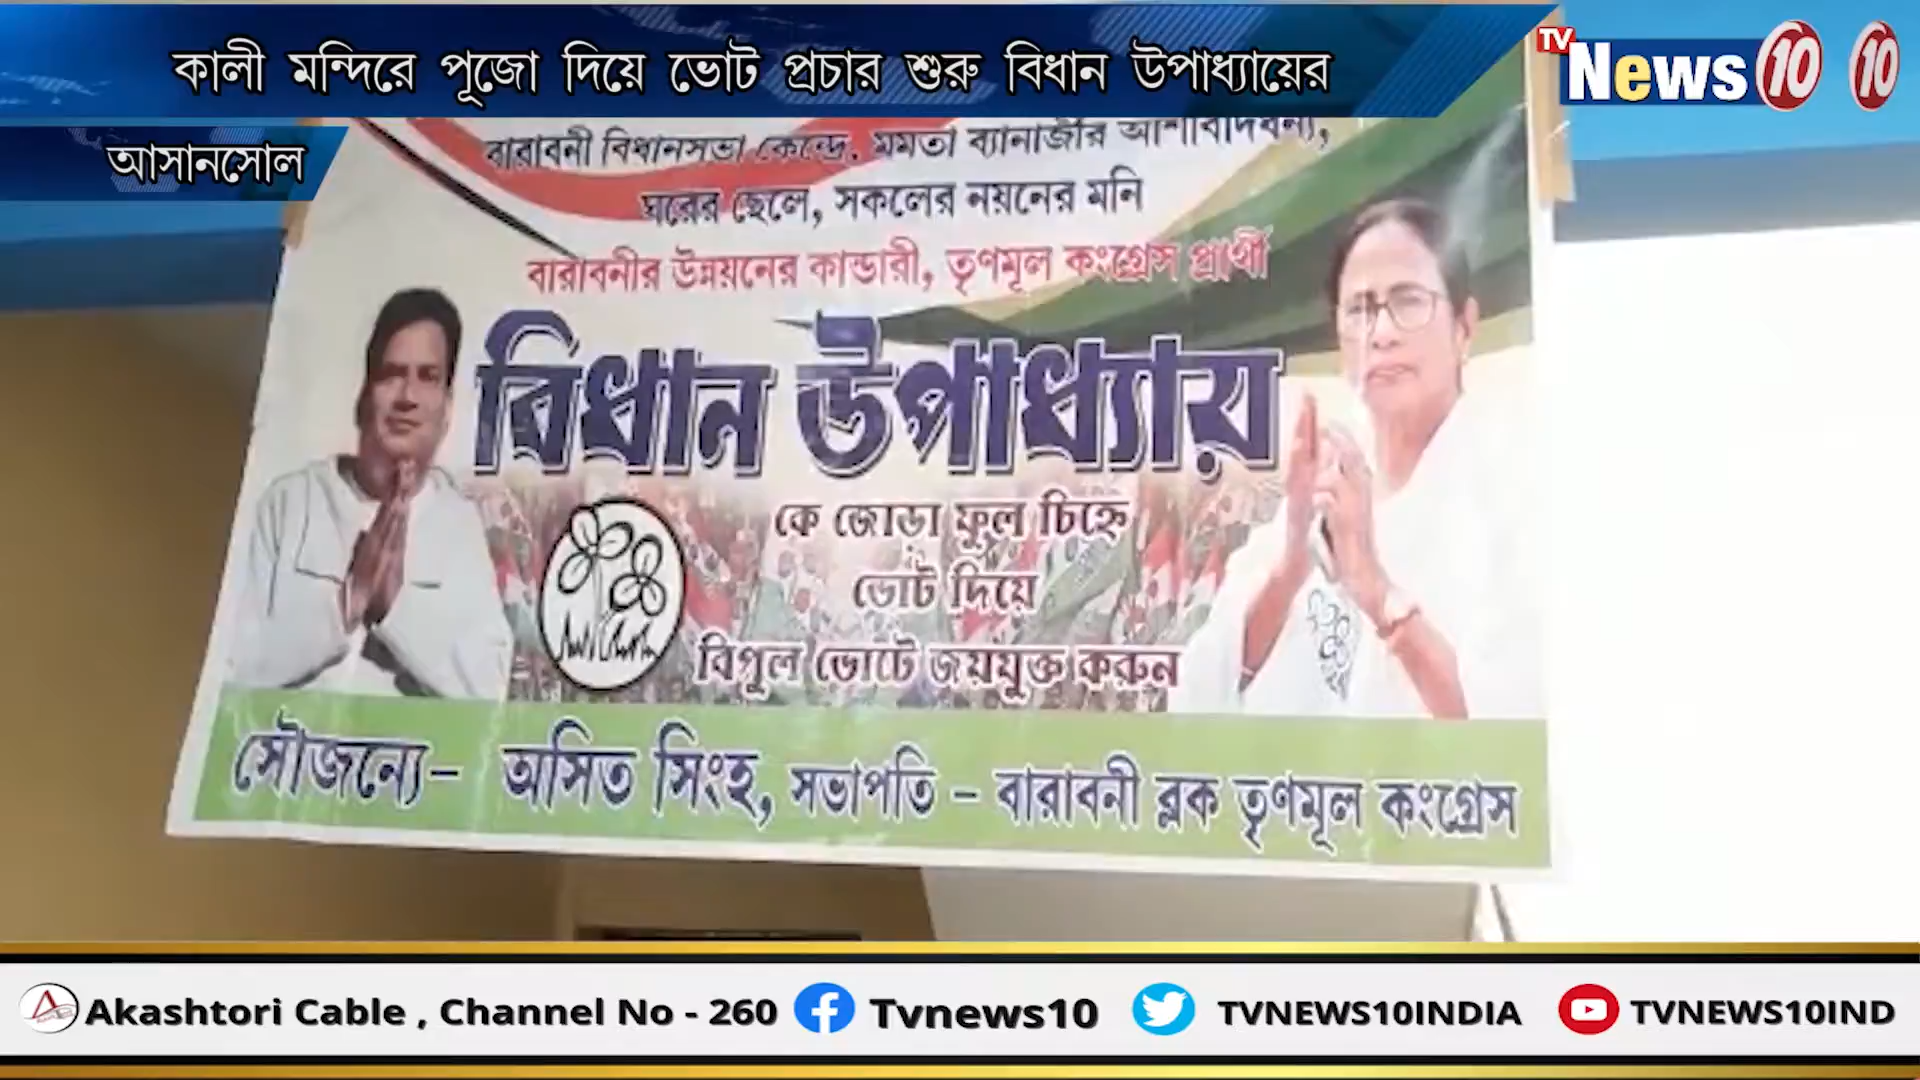 কালী মন্দিরে পূজো দিয়ে ভোট প্রচার শুরু বিধান উপাধ্যায়ের
TV News 10 10
আসানসোল
বারাবনী বিধানসভা কেন্দ্রে. মমতা ব্যানার্জীর আশীর্বাদধন্য,
ঘরের ছেলে, সকলের নয়নের মনি
বারাবনীর উন্নয়নের কান্ডারী, তৃণমূল কংগ্রেস প্রার্থী
বিধান উপাধ্যায়
কে জোড়া ফুল চিহ্নে
ভোট দিয়ে
বিপুল ভোটে জয়যুক্ত করুন
সৌজন্যে- অসিত সিংহ, সভাপতি - বারাবনী ব্লক তৃণমূল কংগ্রেস
Akashtori Cable , Channel No - 260 Tvnews10 TVNEWS10INDIA TVNEWS10IND